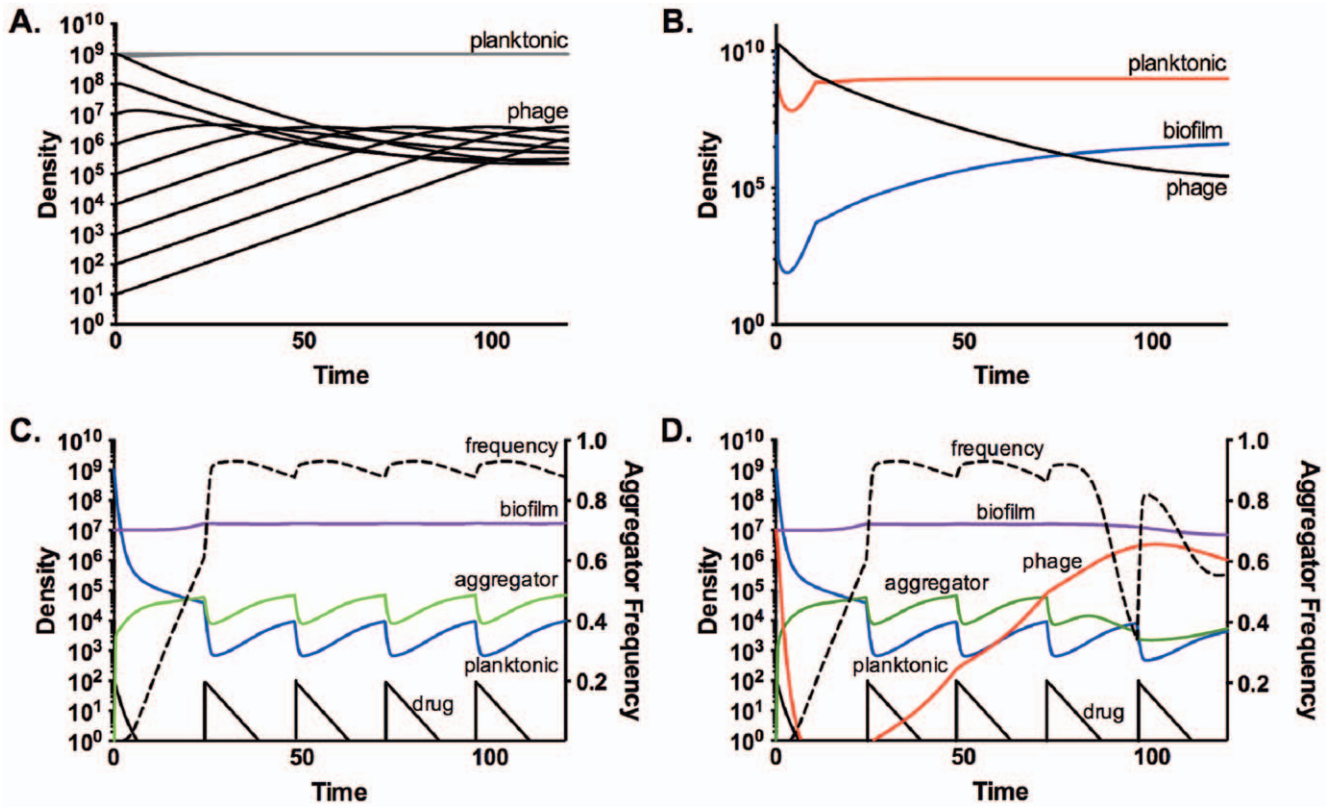 A.
10^10
10^9
10^8
10^7
10^6
10^5
10^4
10^3
10^2
10^1
10^0
Density
planktonic
phage
0 50 100
Time
B.
10^10
10^5
10^0
Density
planktonic
biofilm
phage
0 50 100
Time
C.
10^10
10^9
10^8
10^7
10^6
10^5
10^4
10^3
10^2
10^1
10^0
Density
frequency
biofilm
aggregator
planktonic
drug
1.0
0.8
0.6
0.4
0.2
Aggregator Frequency
0 50 100
Time
D.
10^10
10^9
10^8
10^7
10^6
10^5
10^4
10^3
10^2
10^1
10^0
Density
frequency
biofilm
phage
aggregator
planktonic
drug
1.0
0.8
0.6
0.4
0.2
Aggregator Frequency
0 50 100
Time